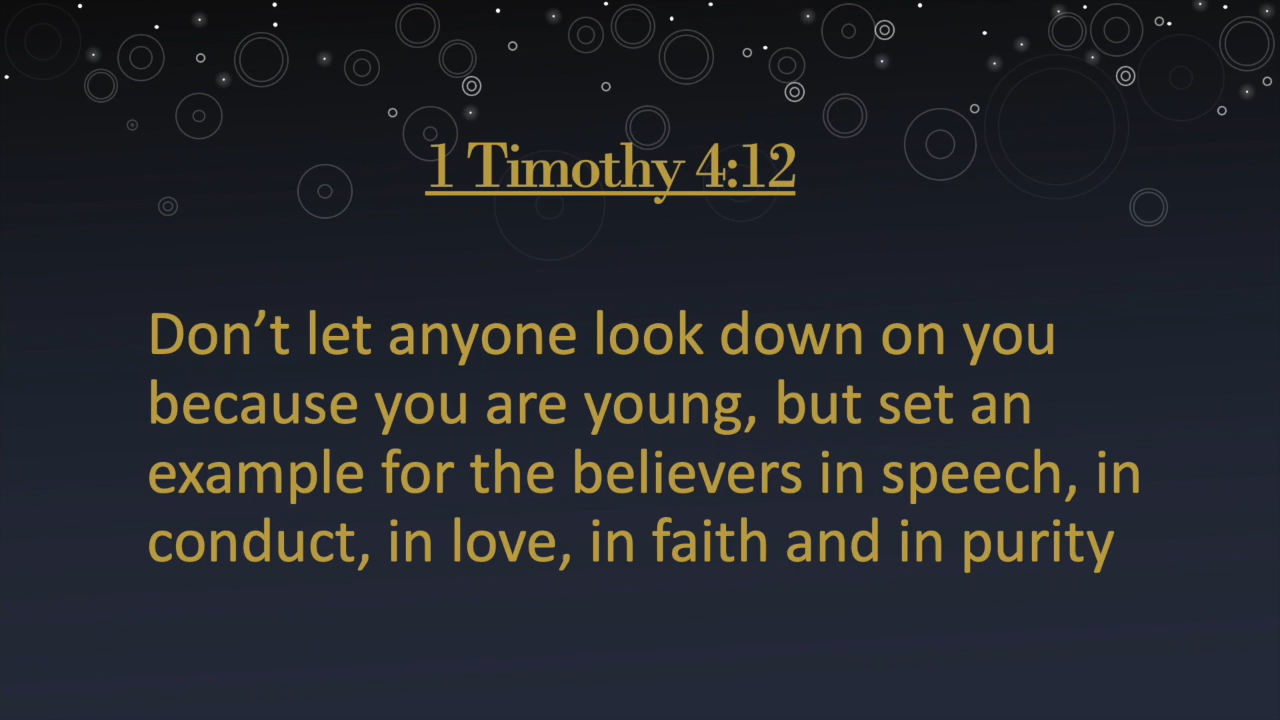 1 Timothy 4:12
Don’t let anyone look down on you
because you are young, but set an
example for the believers in speech, in
conduct, in love, in faith and in purity